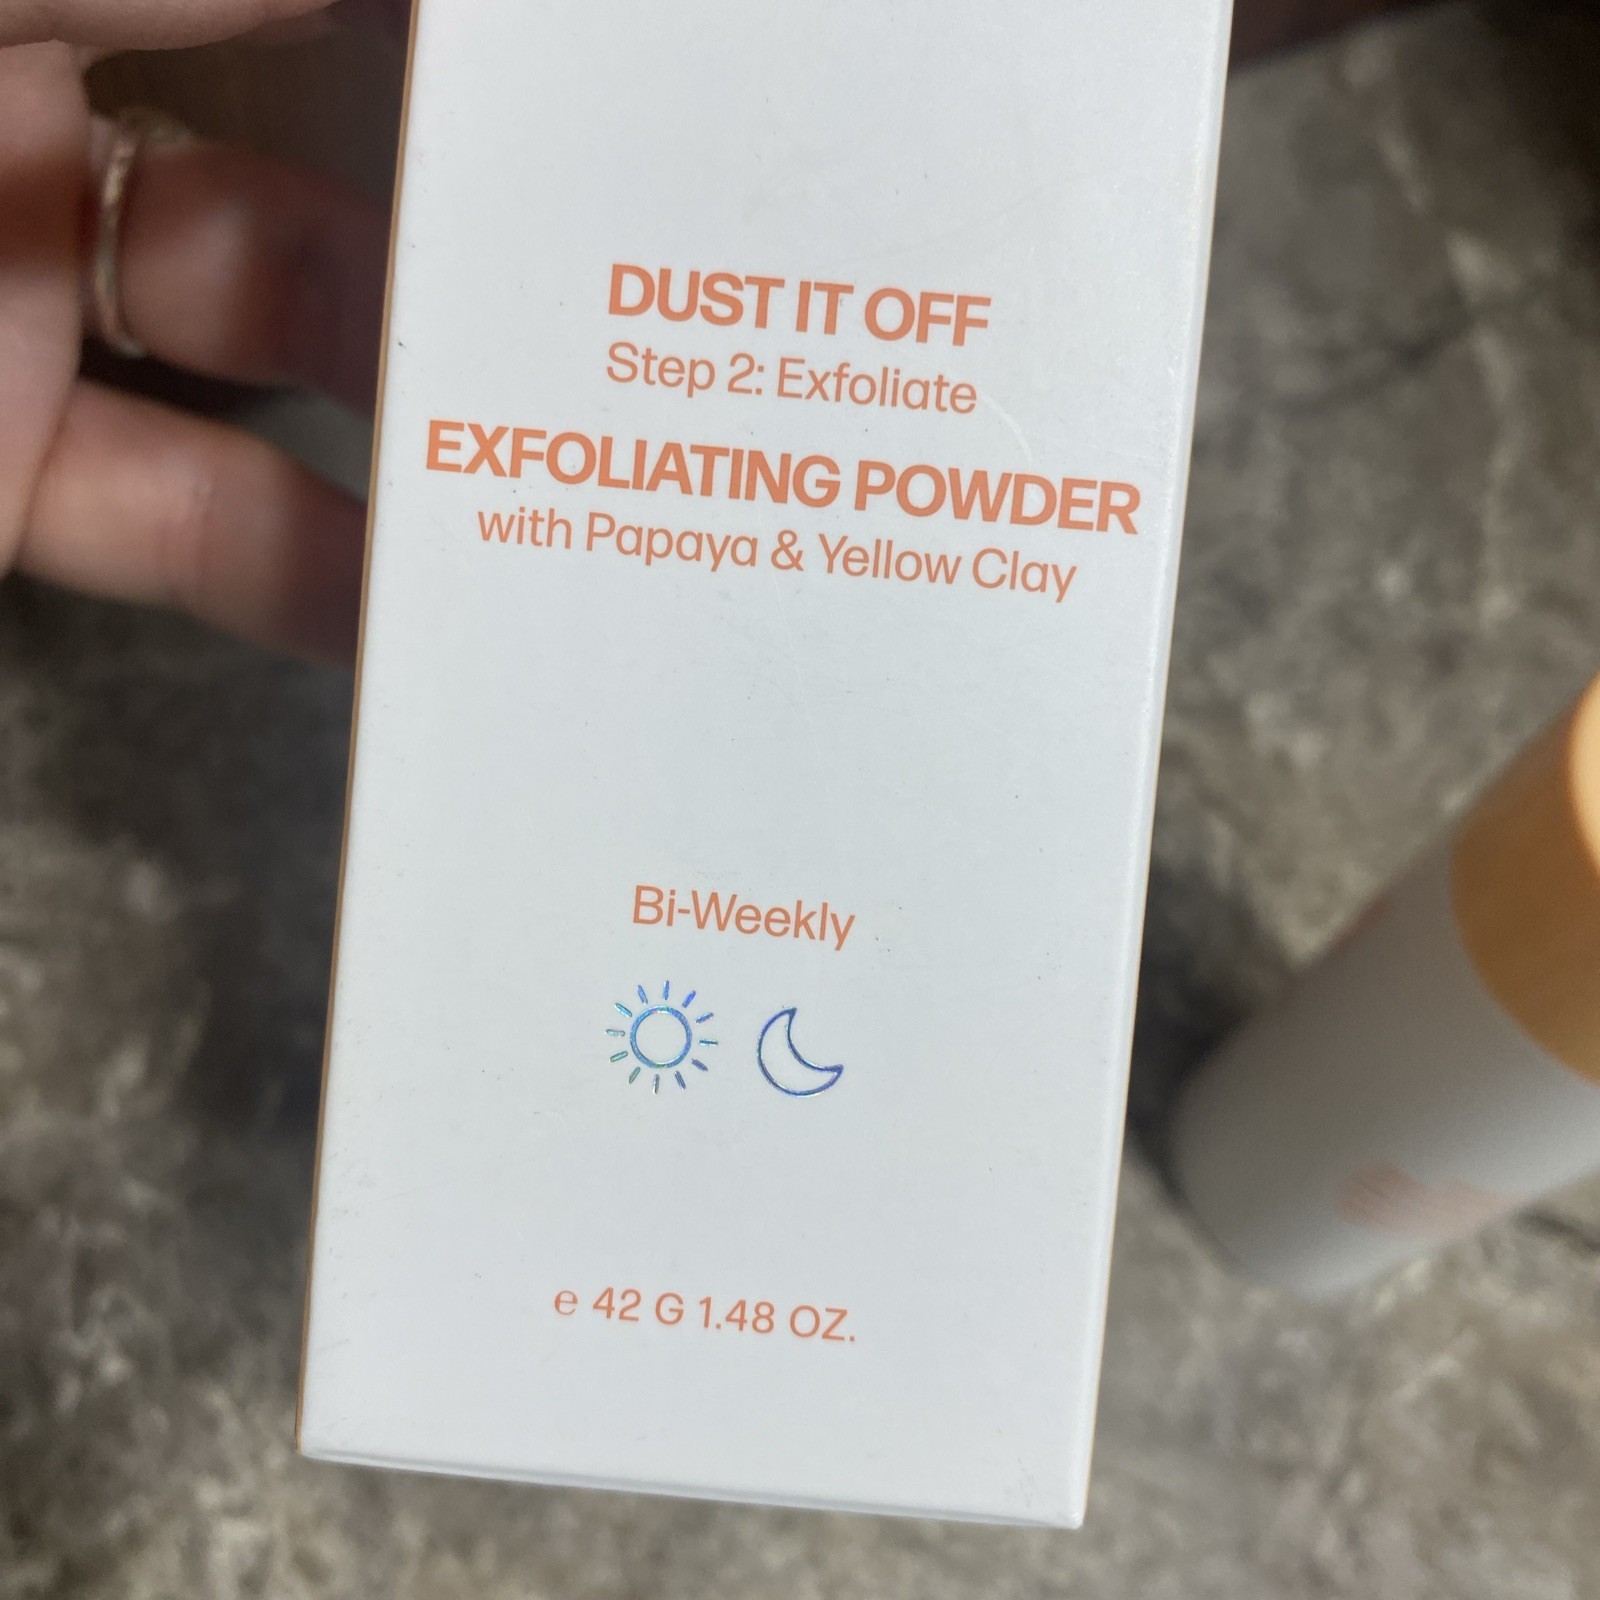 DUST IT OFF
Step 2: Exfoliate
EXFOLIATING POWDER
with Papaya & Yellow Clay
Bi-Weekly
℮ 42 G 1.48 OZ.